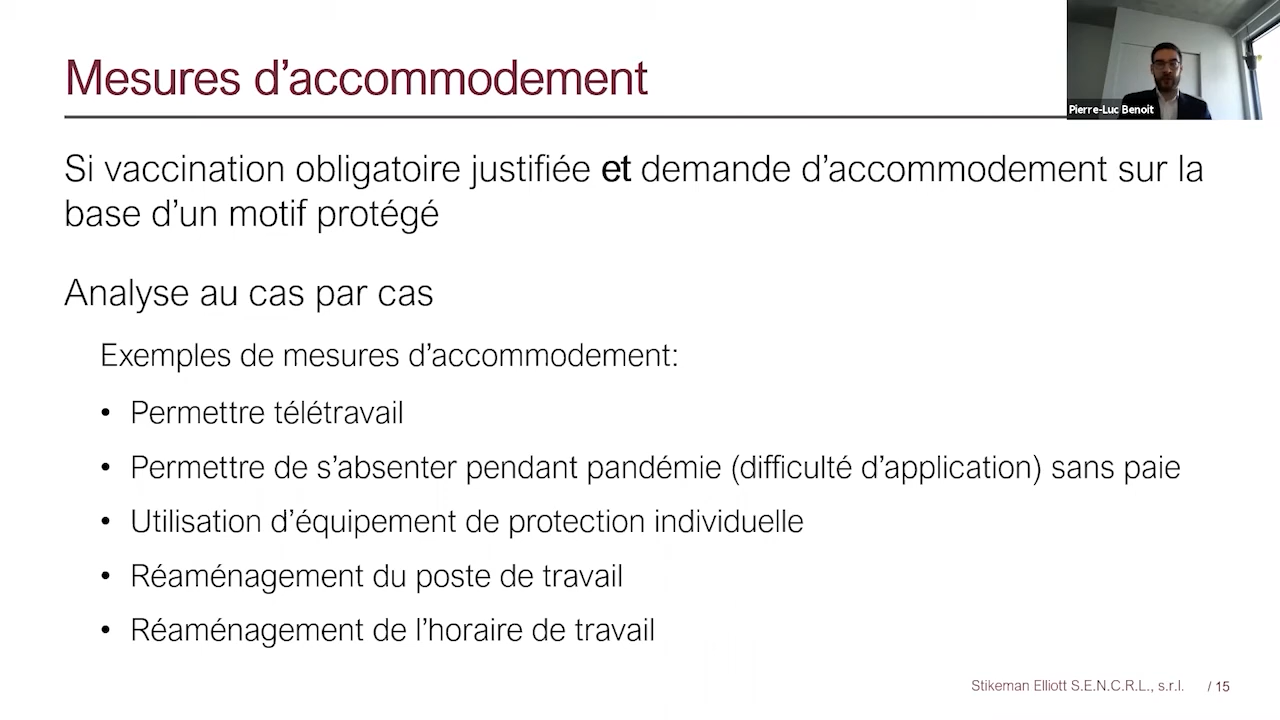 Mesures d’accommodement
Pierre-Luc Benoit
Si vaccination obligatoire justifiée et demande d’accommodement sur la
base d’un motif protégé
Analyse au cas par cas
Exemples de mesures d’accommodement:
• Permettre télétravail
• Permettre de s’absenter pendant pandémie (difficulté d’application) sans paie
• Utilisation d’équipement de protection individuelle
• Réaménagement du poste de travail
• Réaménagement de l’horaire de travail
Stikeman Elliott S.E.N.C.R.L., s.r.l. / 15